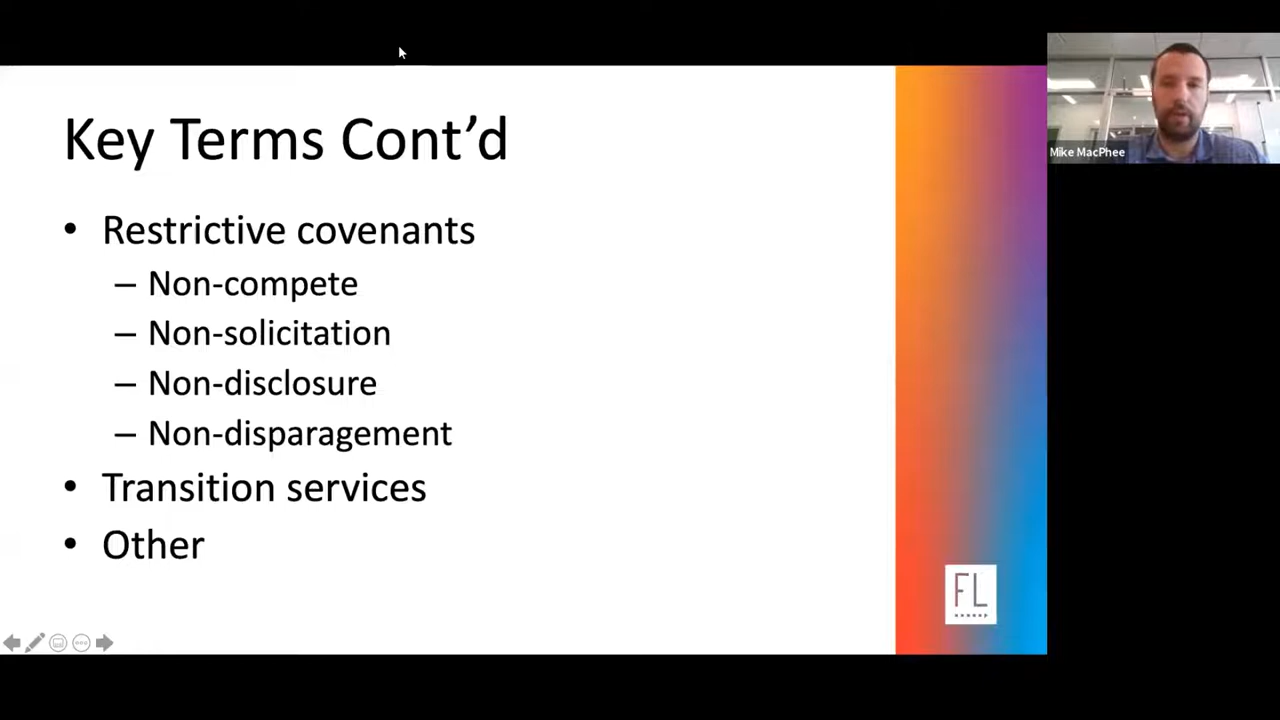 Key Terms Cont’d
• Restrictive covenants
– Non-compete
– Non-solicitation
– Non-disclosure
– Non-disparagement
• Transition services
• Other
FL
Mike MacPhee